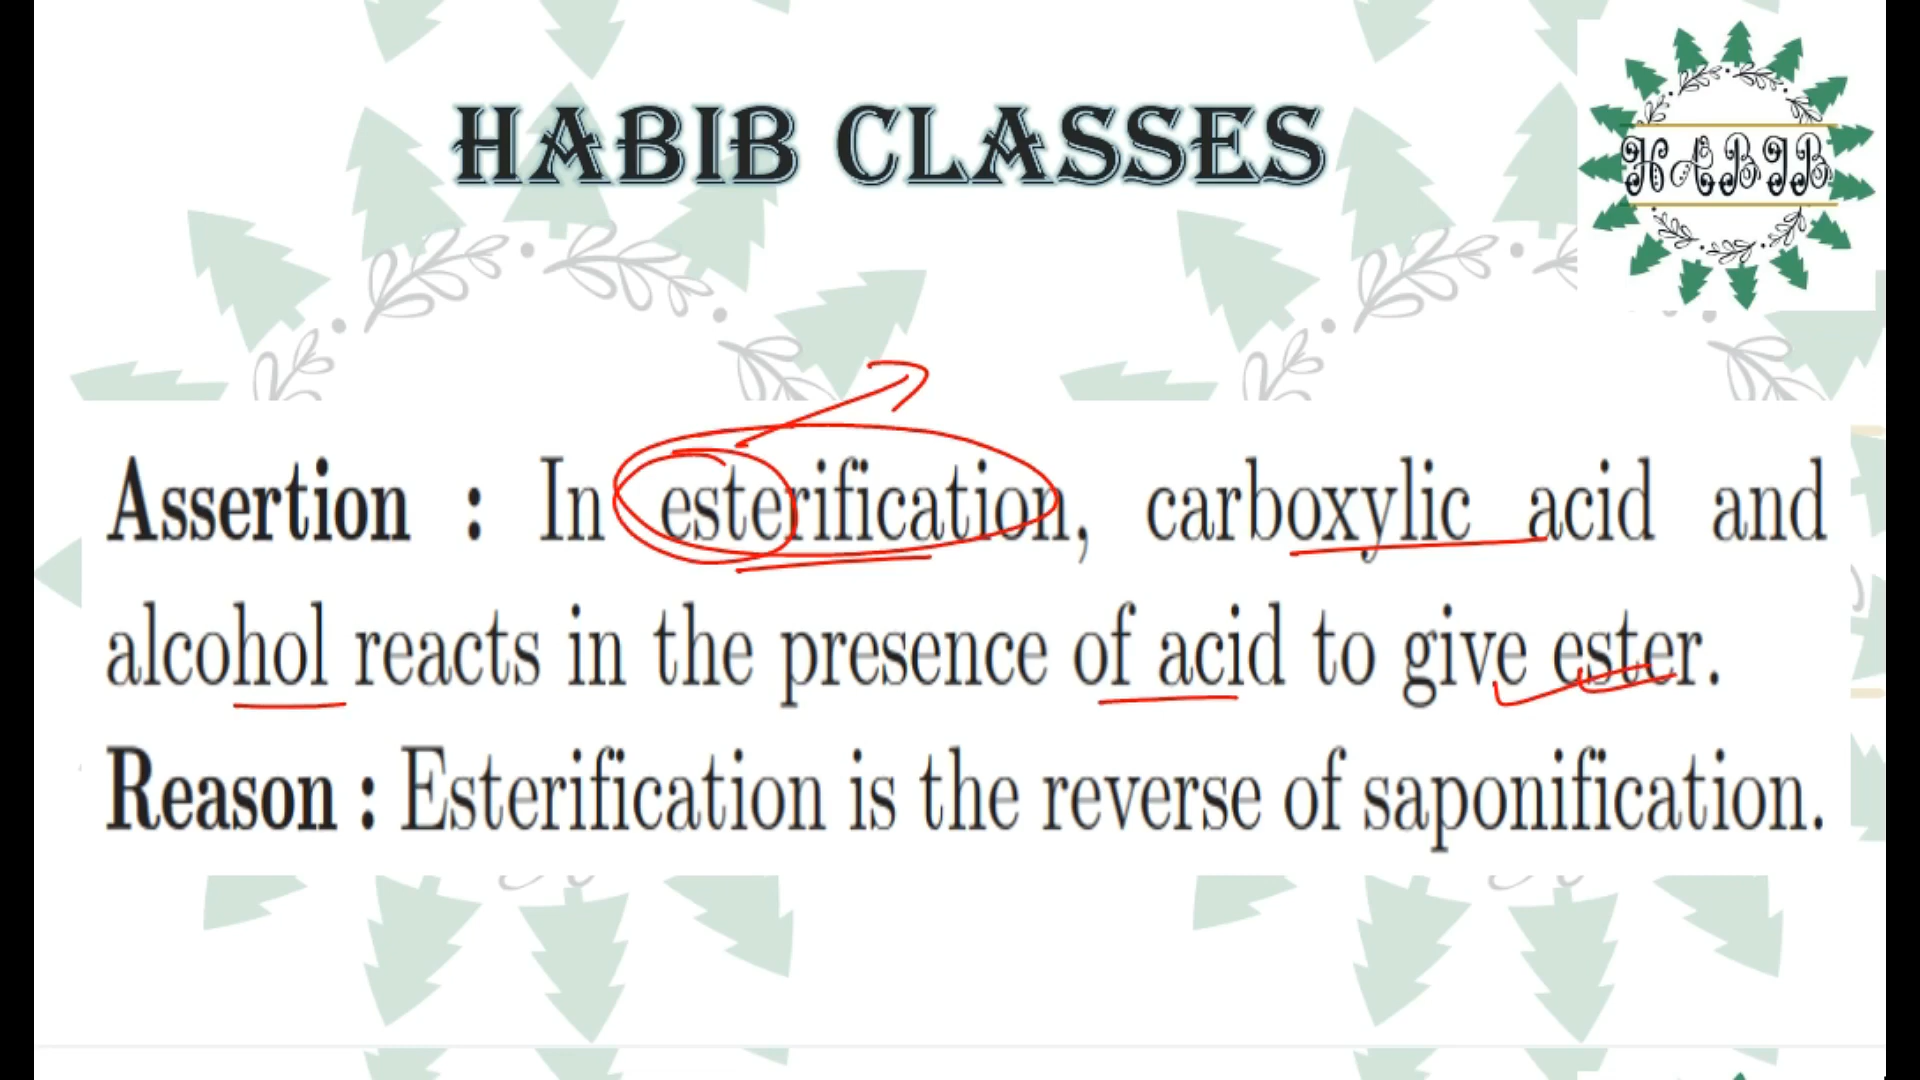 HABIB CLASSES
HABIB
Assertion : In esterification, carboxylic acid and
alcohol reacts in the presence of acid to give ester.
Reason : Esterification is the reverse of saponification.